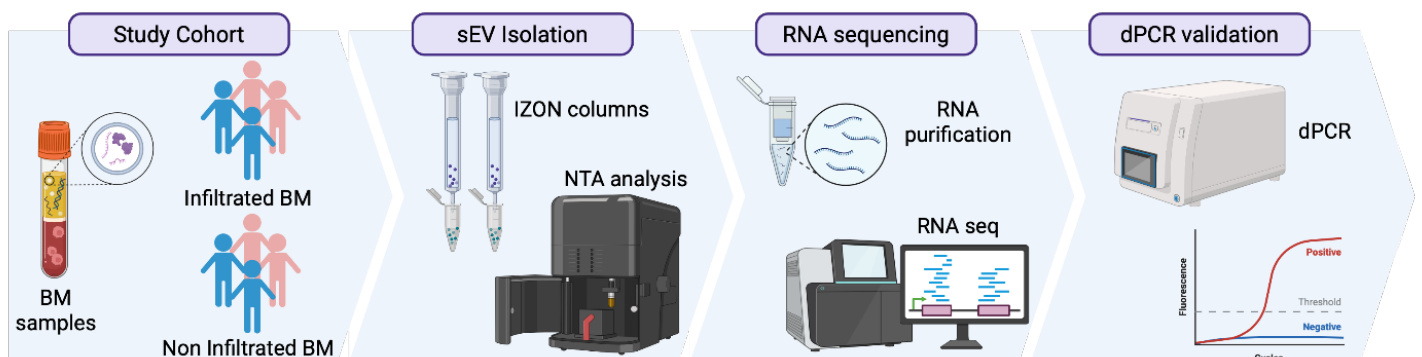 Study Cohort
Infiltrated BM
BM
samples
Non Infiltrated BM
sEV Isolation
IZON columns
NTA analysis
RNA sequencing
RNA
purification
RNA seq
dPCR validation
dPCR
Fluorescence
Positive
Threshold
Negative